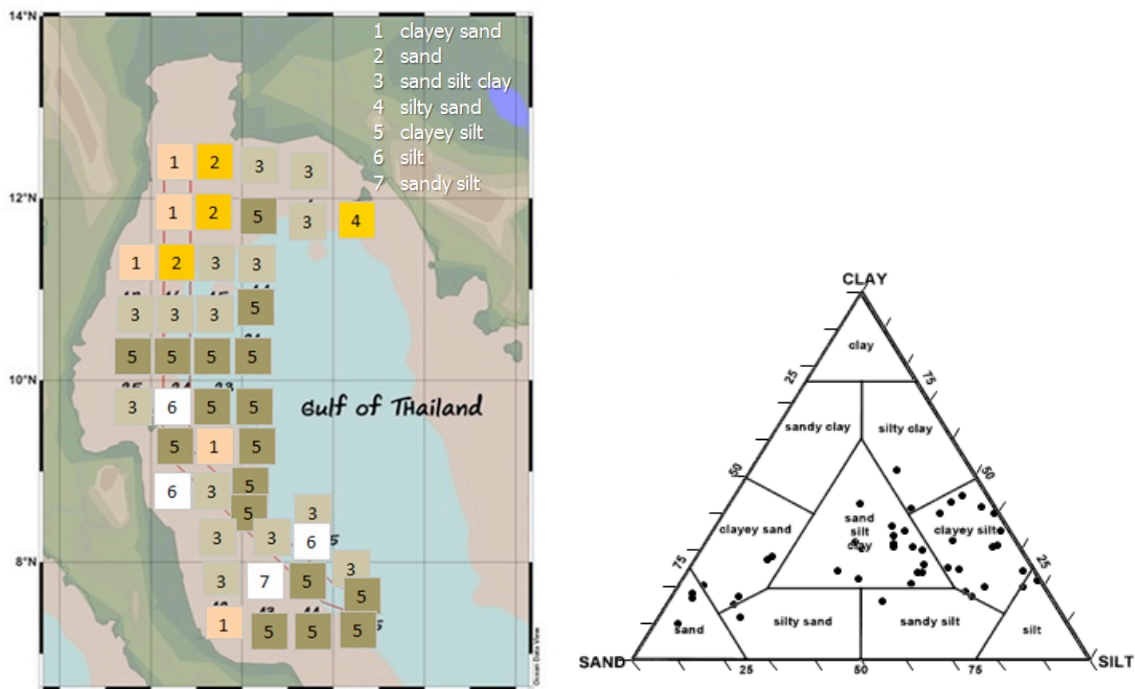 14°N
1 clayey sand
2 sand
3 sand silt clay
4 silty sand
5 clayey silt
6 silt
7 sandy silt
1 2 3 3
12°N
1 2 5 3 4
1 2 3 3
3 3 3 5
5 5 5 5
10°N
3 6 5 5
Gulf of THailand
5 1 5
6 3 5
5 3
3 3 6 5
8°N
3 7 5 3
5
1 5 5 5 5
Ocean Data View
CLAY
clay
25 75
sandy clay silty clay
50 50
clayey sand sand silt clay clayey silt
75 25
sand silty sand sandy silt silt
SAND 25 50 75 SILT